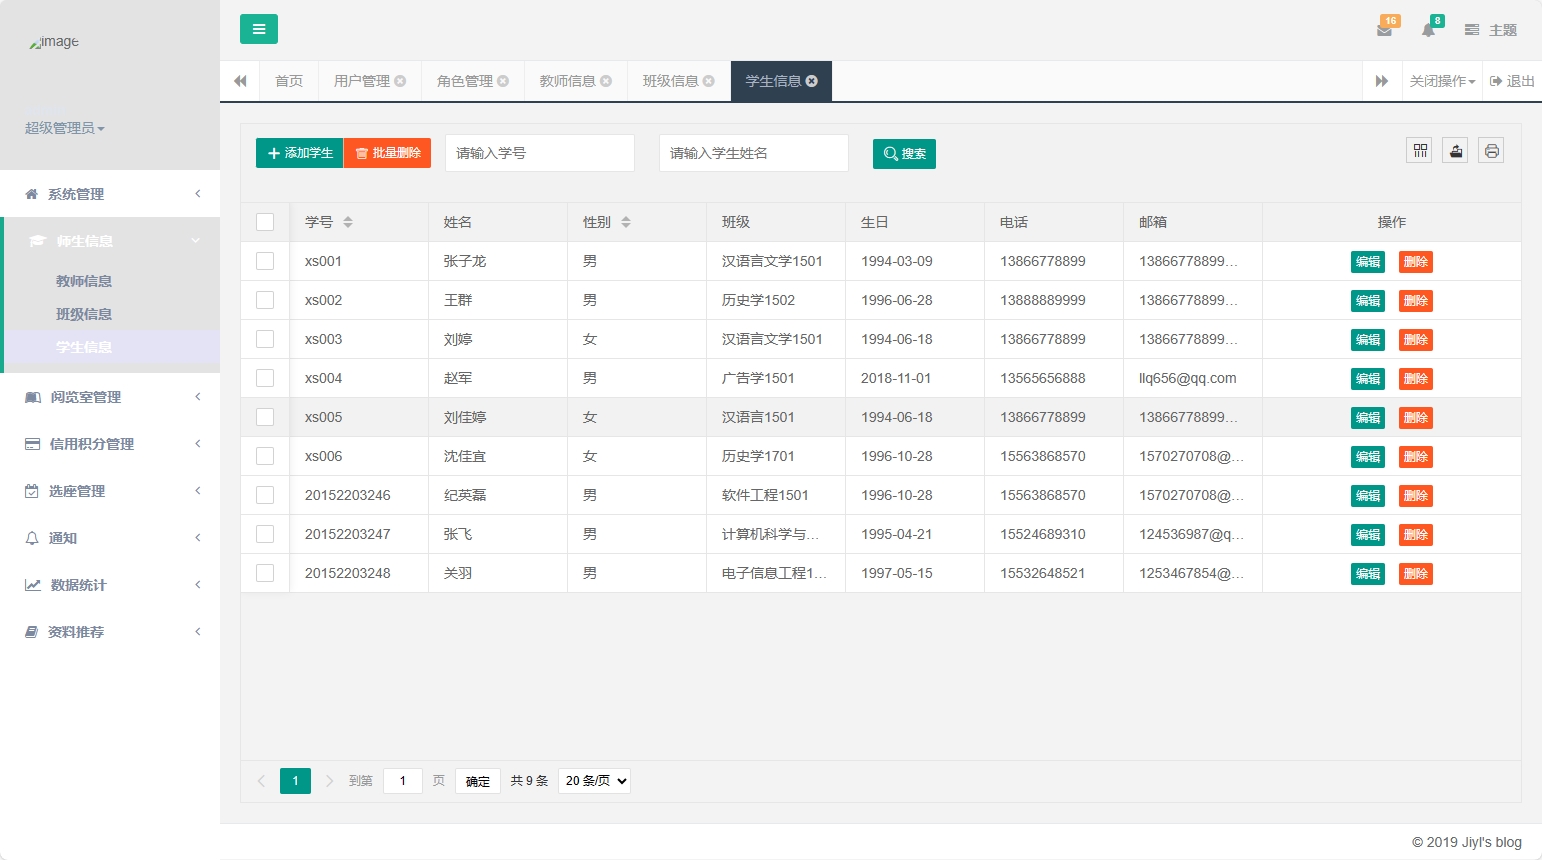 image
超级管理员
系统管理
师生信息
教师信息
班级信息
学生信息
阅览室管理
信用积分管理
选座管理
通知
数据统计
资料推荐
16
8
主题
首页
用户管理
角色管理
教师信息
班级信息
学生信息
关闭操作
退出
添加学生
批量删除
请输入学号
请输入学生姓名
搜索
学号 姓名 性别 班级 生日 电话 邮箱 操作
xs001 张子龙 男 汉语言文学1501 1994-03-09 13866778899 13866778899... 编辑 删除
xs002 王群 男 历史学1502 1996-06-28 13888889999 13866778899... 编辑 删除
xs003 刘婷 女 汉语言文学1501 1994-06-18 13866778899 13866778899... 编辑 删除
xs004 赵军 男 广告学1501 2018-11-01 13565656888 llq656@qq.com 编辑 删除
xs005 刘佳婷 女 汉语言1501 1994-06-18 13866778899 13866778899... 编辑 删除
xs006 沈佳宜 女 历史学1701 1996-10-28 15563868570 1570270708@... 编辑 删除
20152203246 纪英磊 男 软件工程1501 1996-10-28 15563868570 1570270708@... 编辑 删除
20152203247 张飞 男 计算机科学与... 1995-04-21 15524689310 124536987@q... 编辑 删除
20152203248 关羽 男 电子信息工程1... 1997-05-15 15532648521 1253467854@... 编辑 删除
1 到第 1 页 确定 共 9 条 20 条/页
© 2019 Jiyl's blog